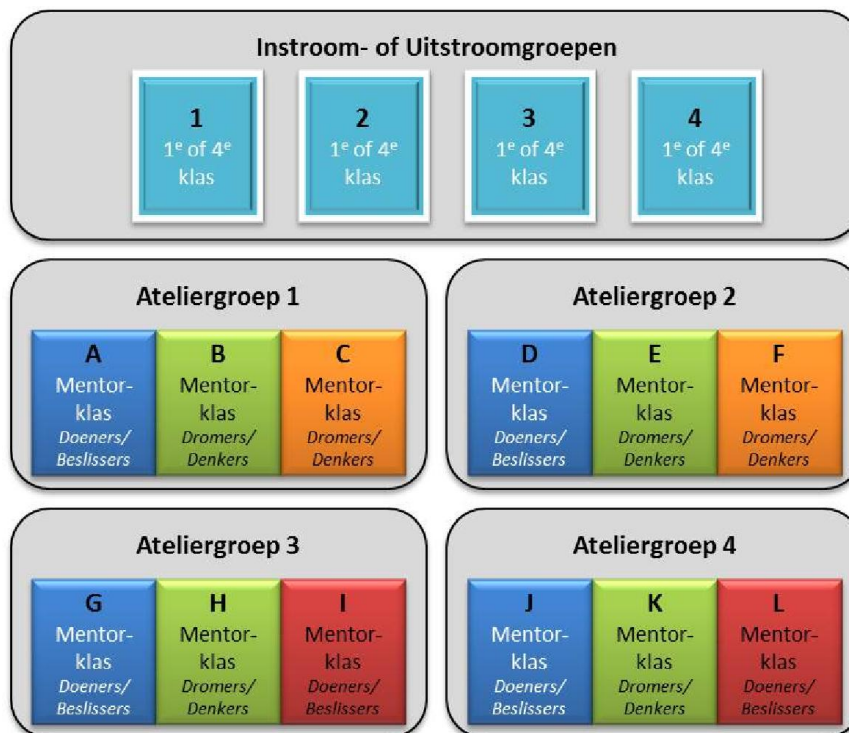 Instroom- of Uitstroomgroepen
1
1e of 4e
klas
2
1e of 4e
klas
3
1e of 4e
klas
4
1e of 4e
klas
Ateliergroep 1
A
Mentor-
klas
Doeners/
Beslissers
B
Mentor-
klas
Dromers/
Denkers
C
Mentor-
klas
Dromers/
Denkers
Ateliergroep 2
D
Mentor-
klas
Doeners/
Beslissers
E
Mentor-
klas
Dromers/
Denkers
F
Mentor-
klas
Dromers/
Denkers
Ateliergroep 3
G
Mentor-
klas
Doeners/
Beslissers
H
Mentor-
klas
Dromers/
Denkers
I
Mentor-
klas
Doeners/
Beslissers
Ateliergroep 4
J
Mentor-
klas
Doeners/
Beslissers
K
Mentor-
klas
Dromers/
Denkers
L
Mentor-
klas
Doeners/
Beslissers